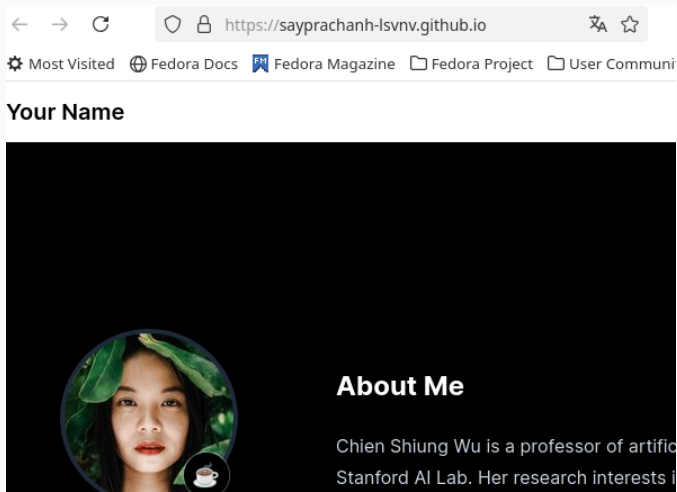 https://sayprachanh-lsvnv.github.io
Most Visited Fedora Docs Fedora Magazine Fedora Project User Communi
Your Name
About Me
Chien Shiung Wu is a professor of artific
Stanford AI Lab. Her research interests i